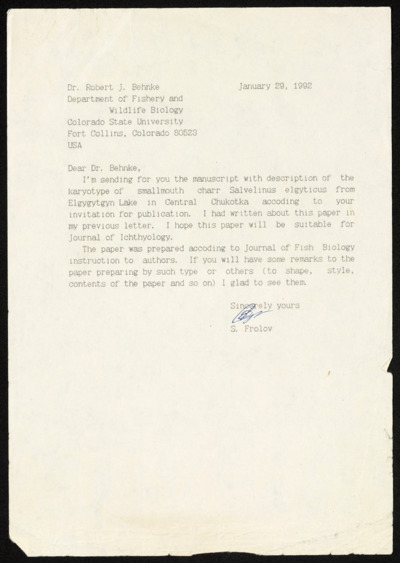 Dr. Robert J. Behnke January 29, 1992
Department of Fishery and
Wildlife Biology
Colorado State University
Fort Collins, Colorado 80523
USA
Dear Dr. Behnke,
I'm sending for you the manuscript with description of the
karyotype of smallmouth charr Salvelinus elgyticus from
Elgygytgyn Lake in Central Chukotka accoding to your
invitation for publication. I had written about this paper in
my previous letter. I hope this paper will be suitable for
Journal of Ichthyology.
The paper was prepared accoding to Journal of Fish Biology
instruction to authors. If you will have some remarks to the
paper preparing by such type or others (to shape, style,
contents of the paper and so on) I glad to see them.
Sincerely yours
S. Frolov